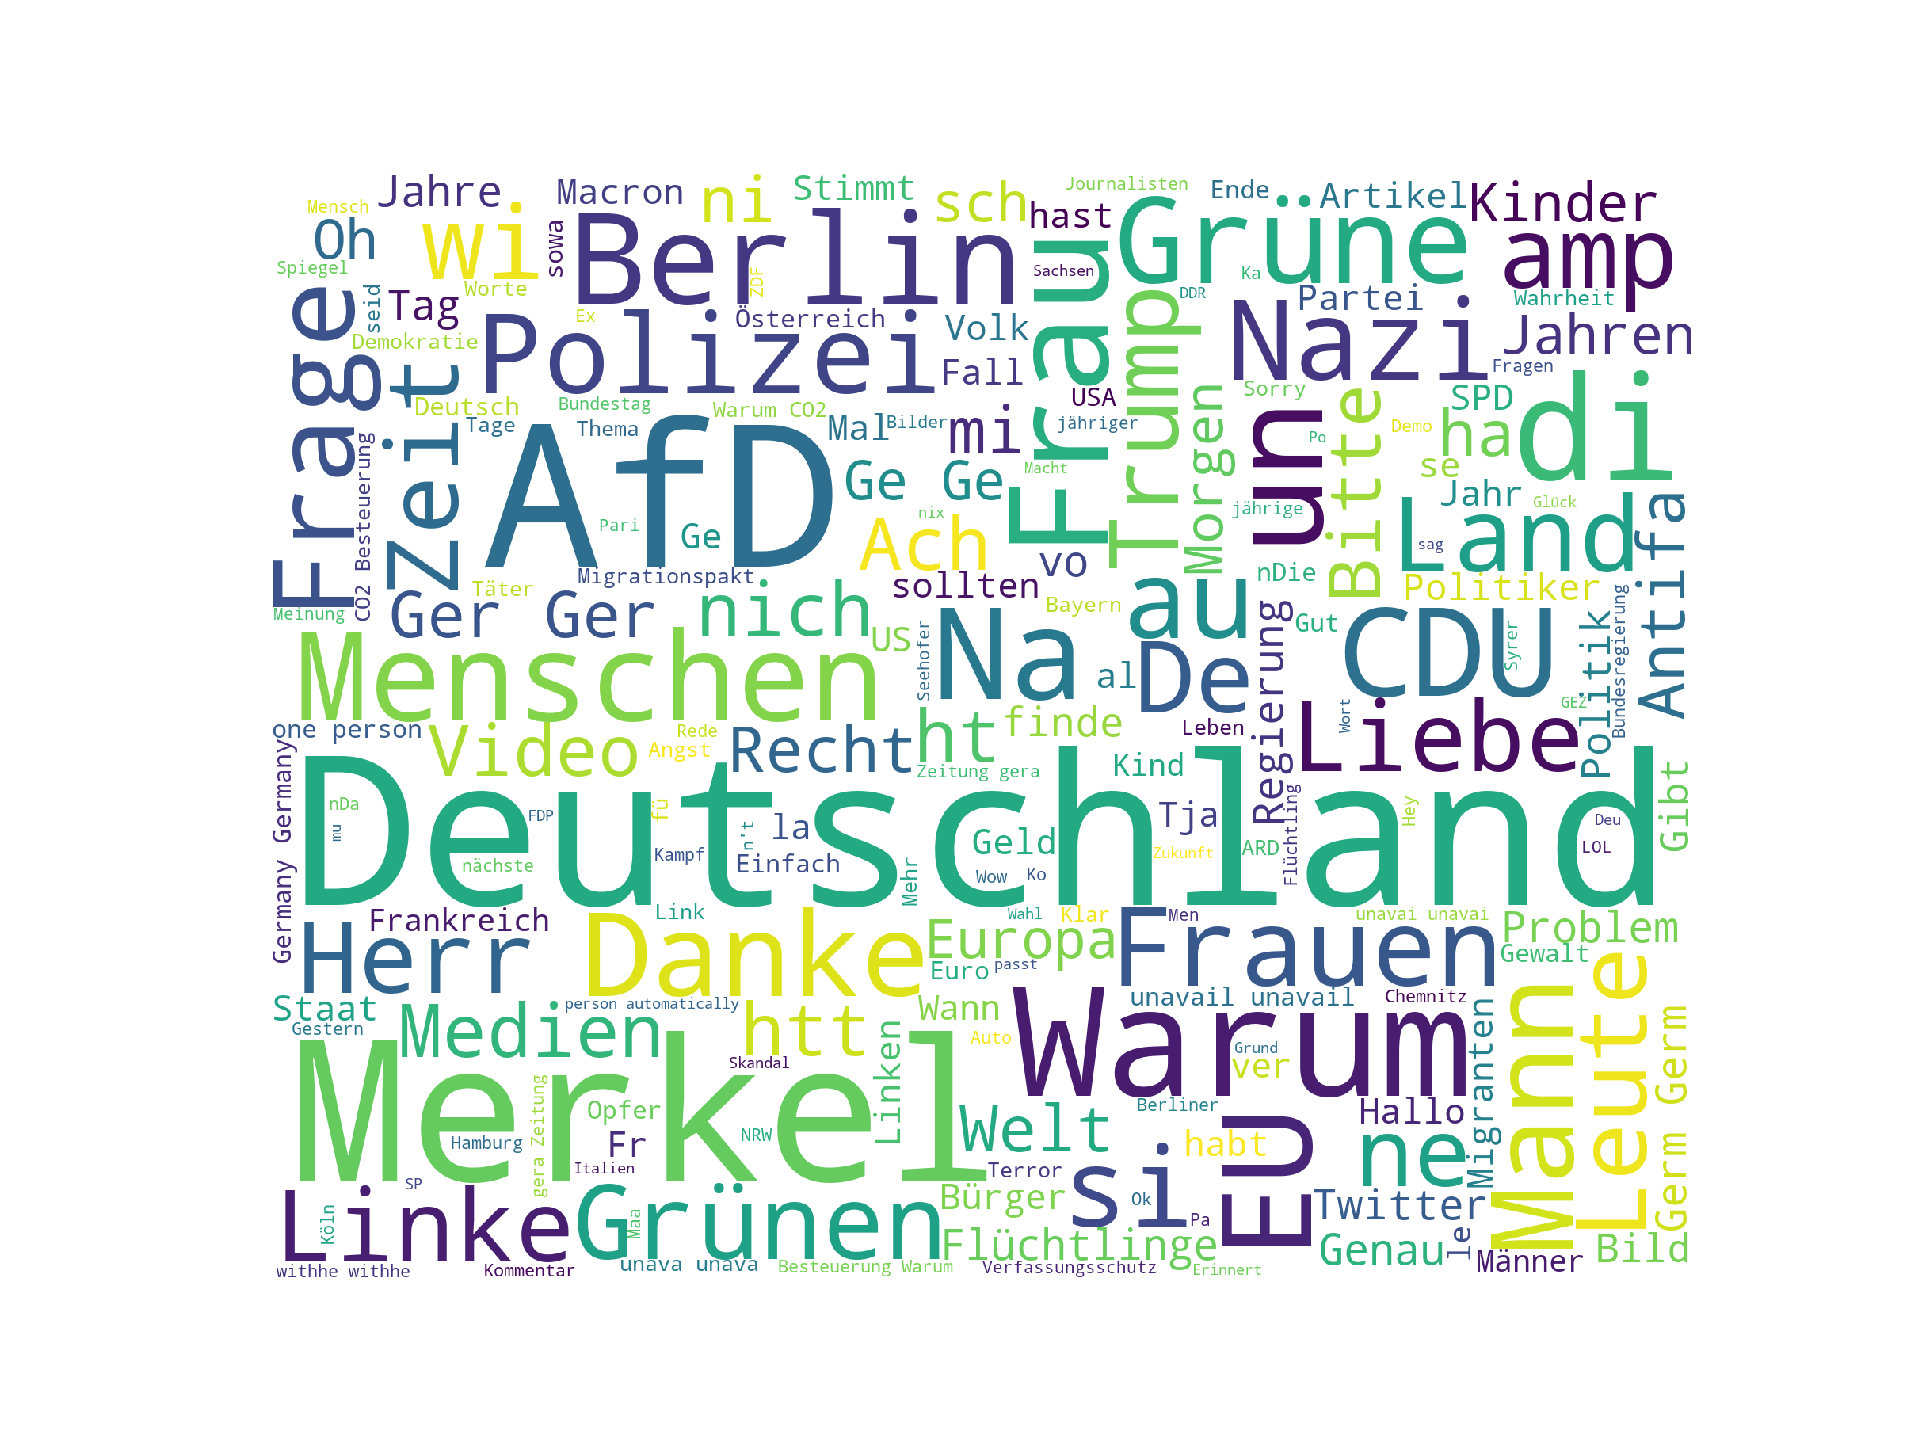 Mensch
Jahre
Macron
ni
Stimmt
sch
Journalisten
hast
Ende
Artikel
Kinder
Oh
wi
sowa
Berlin
ZDF
Frau
Sachsen
Grüne
Ka
amp
Spiegel
Worte
Tag
seid
Demokratie
Ex
Österreich
Volk
DDR
Partei
Wahrheit
Jahren
Frage
Zeit
Polizei
Fall
Trump
Nazi
Fragen
Deutsch
Tage
Bundestag
Thema
Warum CO2
Mal
Bilder
mi
USA
jähriger
Sorry
Bitte
SPD
Demo
ha
di
CO2 Besteuerung
AfD
Pari
Ge
Ge Ge
nix
Macht
Morgen
jährige
un
Po
se
Jahr
Glück
Land
sag
Antifa
Ach
vo
nDie
Meinung
Täter
Migrationspakt
sollten
Bayern
au
Politiker
Ger Ger
nich
US
Seehofer
Na
al
De
Regierung
Gut
CDU
Syrer
Politik
Bundesregierung
Menschen
one person
Video
Rede
Angst
Recht
ht
finde
Leben
Liebe
Wort
GEZ
Zeitung gera
Kind
Germany Germany
Deutschland
nDa
mu
FDP
fü
n't
la
Tja
Flüchtling
Hey
Deu
LOL
Gibt
nächste
Kampf
Einfach
Mehr
Geld
Wow
Ko
Zukunft
ARD
Frankreich
Link
Wahl
Klar
Men
unavai unavai
Problem
Herr
Danke
Europa
Euro
passt
Frauen
Gewalt
Staat
Gestern
Medien
person automatically
htt
Wann
Auto
Warum
unavail unavail
Chemnitz
Grund
ver
Migranten
Mann
Leute
Germ Germ
Merkel
Skandal
Linken
Opfer
gera Zeitung
Hamburg
Fr
NRW
Italien
Welt
Berliner
habt
Hallo
ne
SP
Terror
si
Ok
Pa
EU
Linke
Köln
Grünen
Maa
Bürger
Twitter
Flüchtlinge
Genau
le
Bild
withhe withhe
Kommentar
unava unava
Besteuerung Warum
Verfassungsschutz
Erinnert
Männer